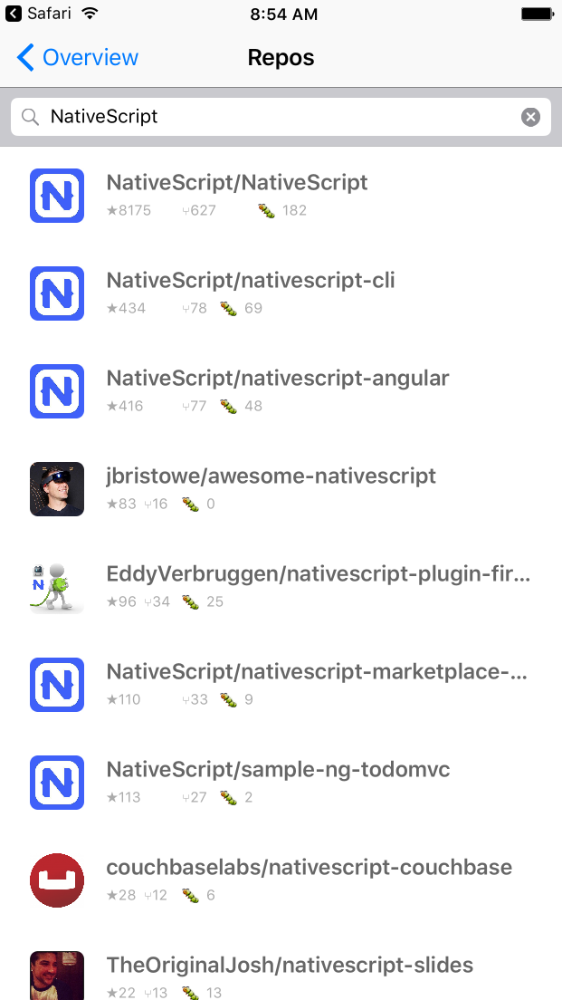 Safari 8:54 AM
Overview Repos
NativeScript
NativeScript/NativeScript
★8175 627 182
NativeScript/nativescript-cli
★434 78 69
NativeScript/nativescript-angular
★416 77 48
jbristowe/awesome-nativescript
★83 16 0
EddyVerbruggen/nativescript-plugin-fir...
★96 34 25
NativeScript/nativescript-marketplace-...
★110 33 9
NativeScript/sample-ng-todomvc
★113 27 2
couchbaselabs/nativescript-couchbase
★28 12 6
TheOriginalJosh/nativescript-slides
★22 13 13